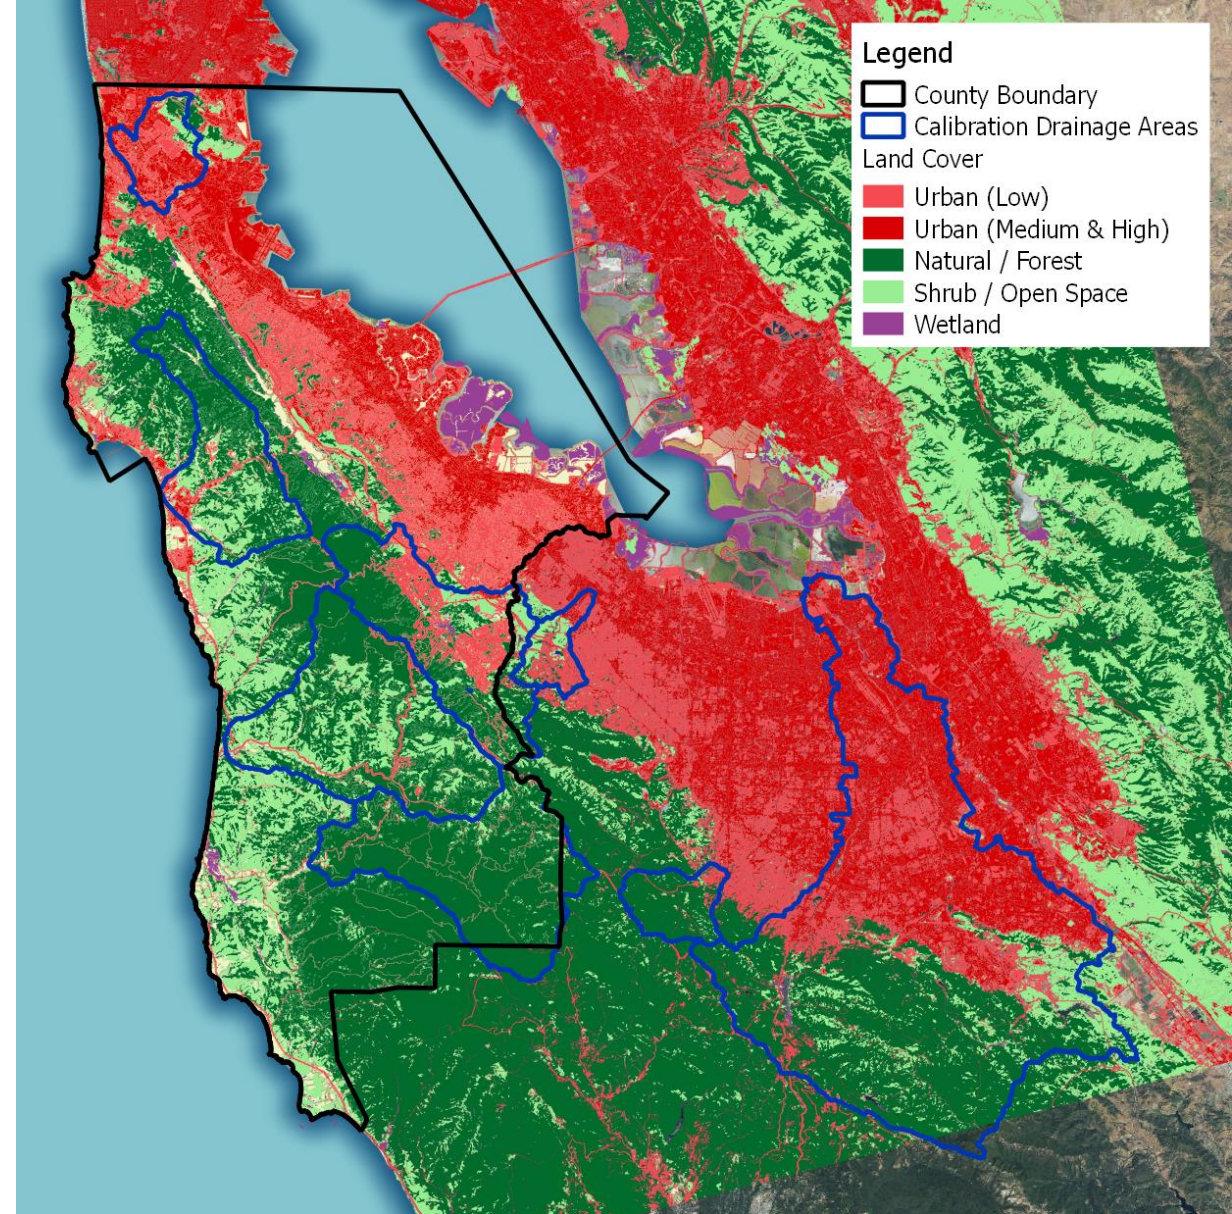 Legend
County Boundary
Calibration Drainage Areas
Land Cover
Urban (Low)
Urban (Medium & High)
Natural / Forest
Shrub / Open Space
Wetland